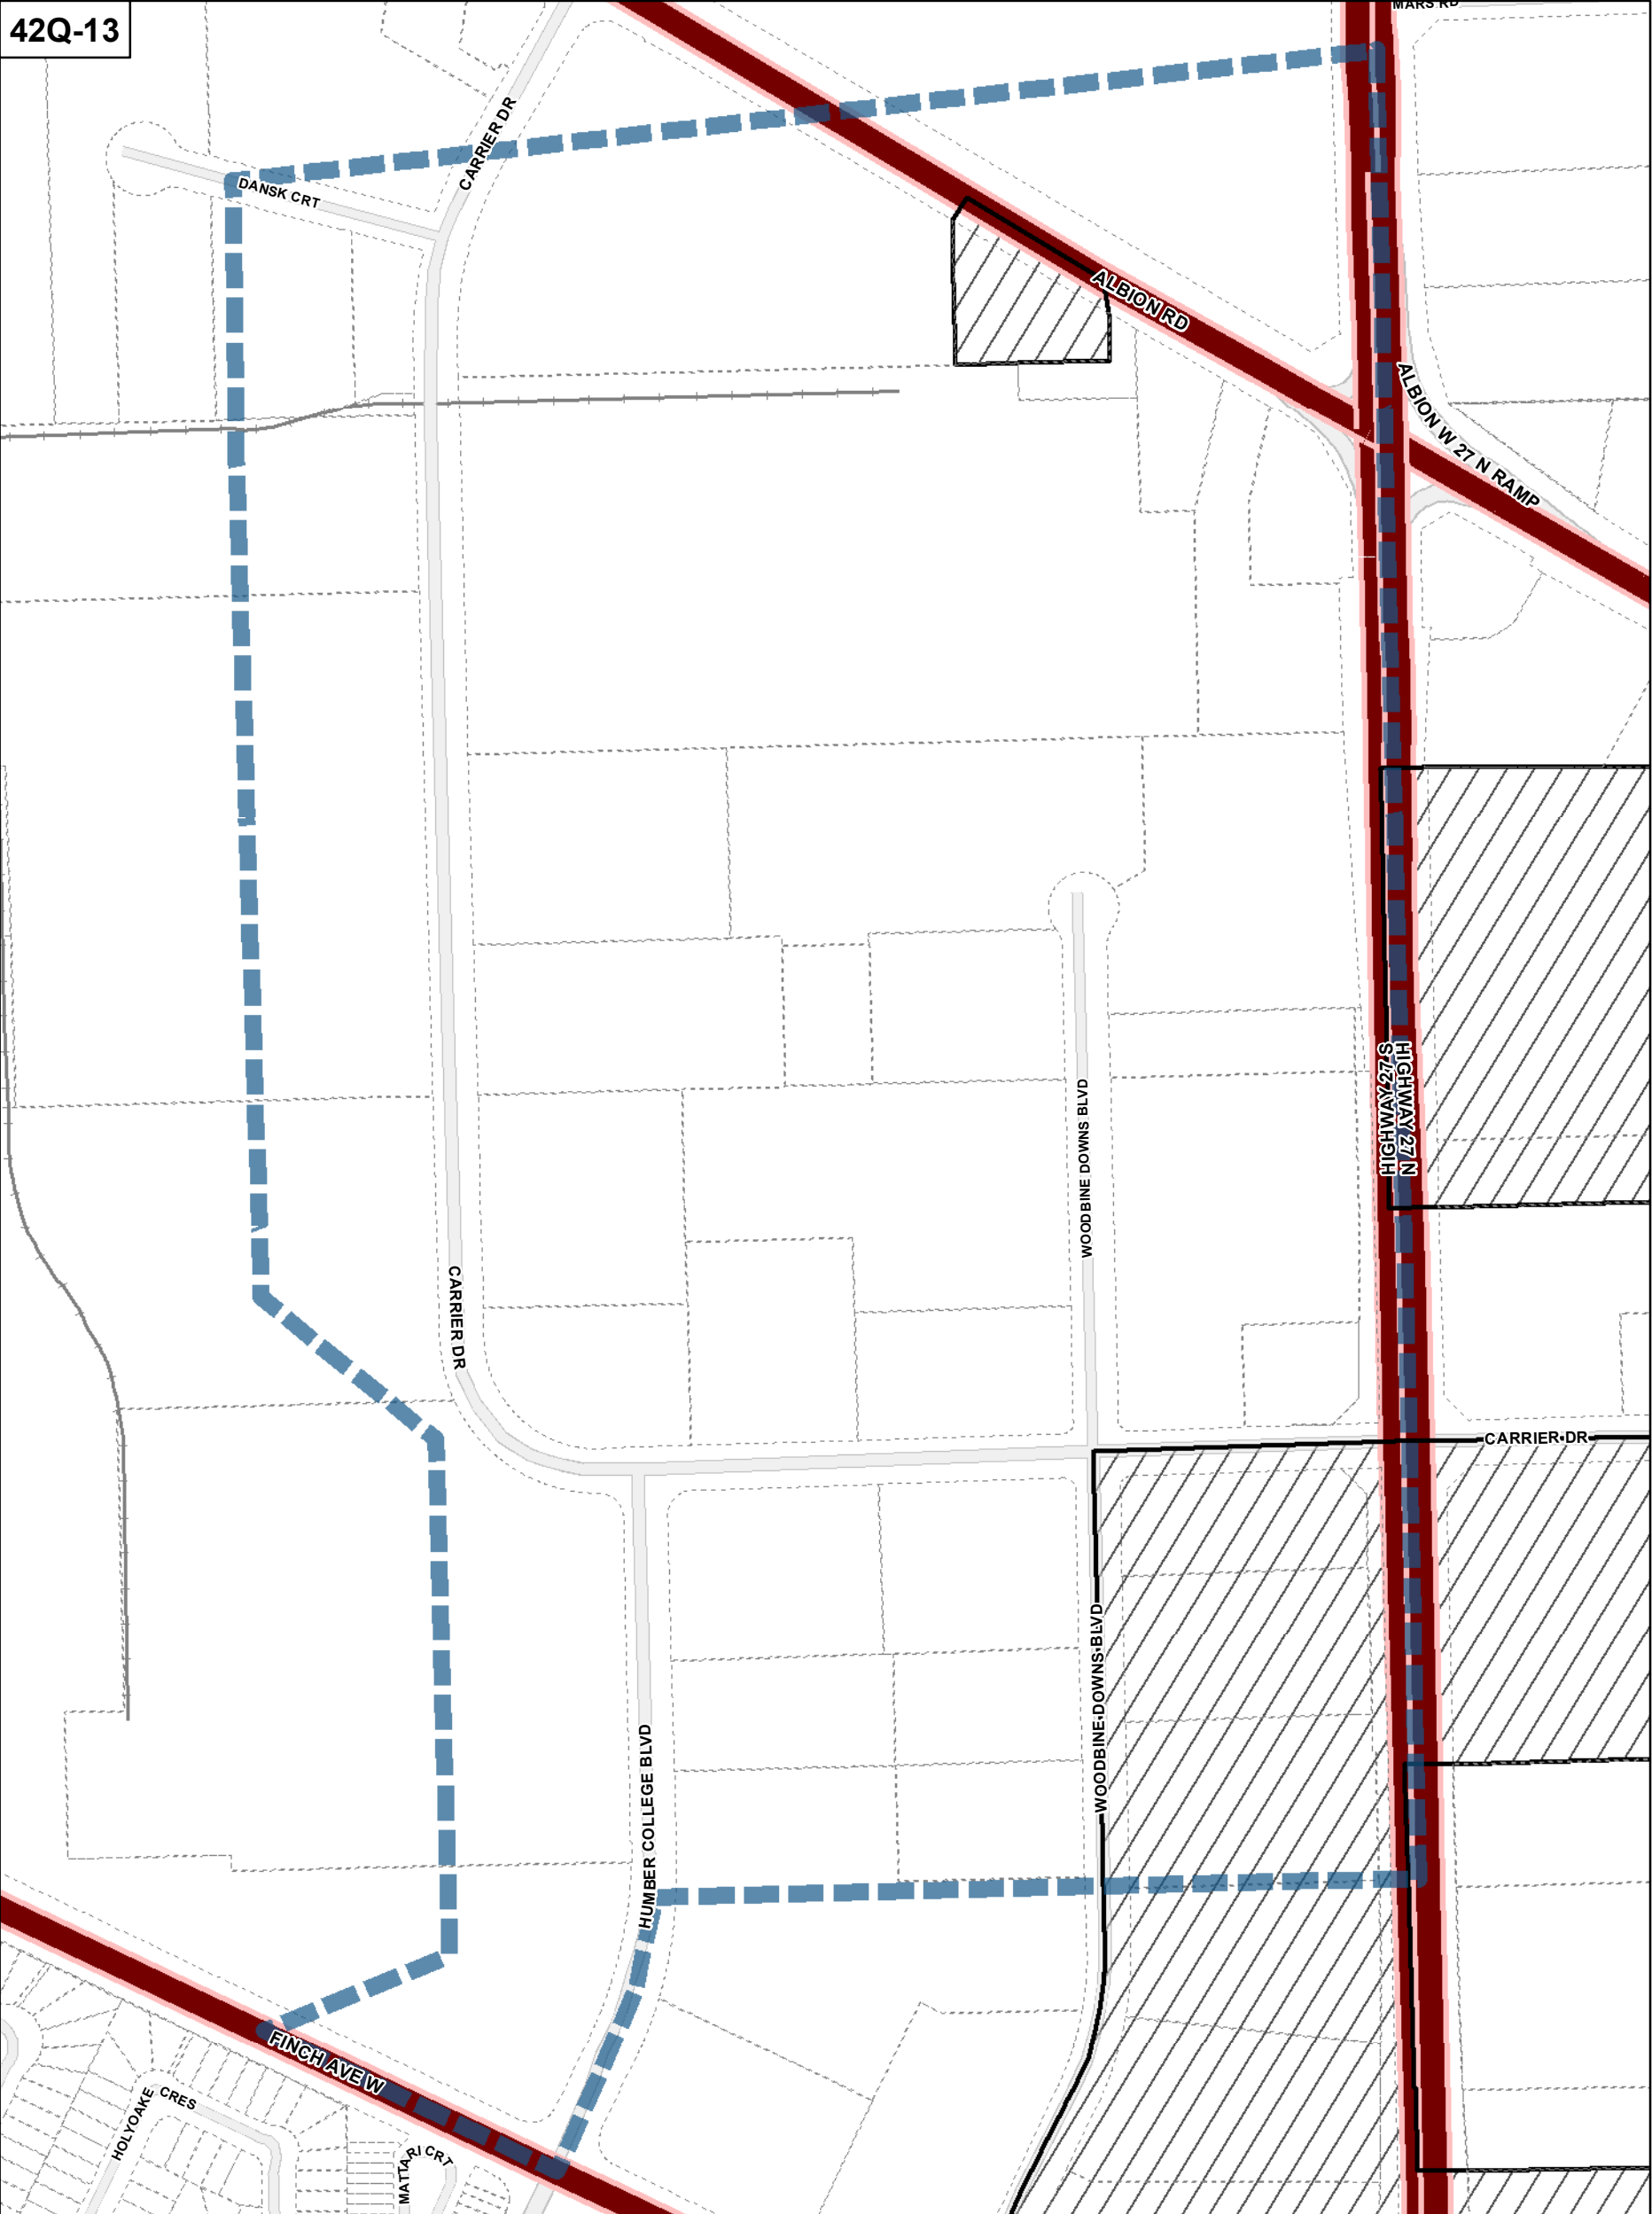 42Q-13
MARS RD
CARRIER DR
DANSK CRT
ALBION RD
ALBION W 27 N RAMP
HIGHWAY 27 S
HIGHWAY 27 N
WOODBINE DOWNS BLVD
CARRIER DR
CARRIER DR
WOODBINE DOWNS BLVD
HUMBER COLLEGE BLVD
FINCH AVE W
HOLYOAKE CRES
MATTARI CRT